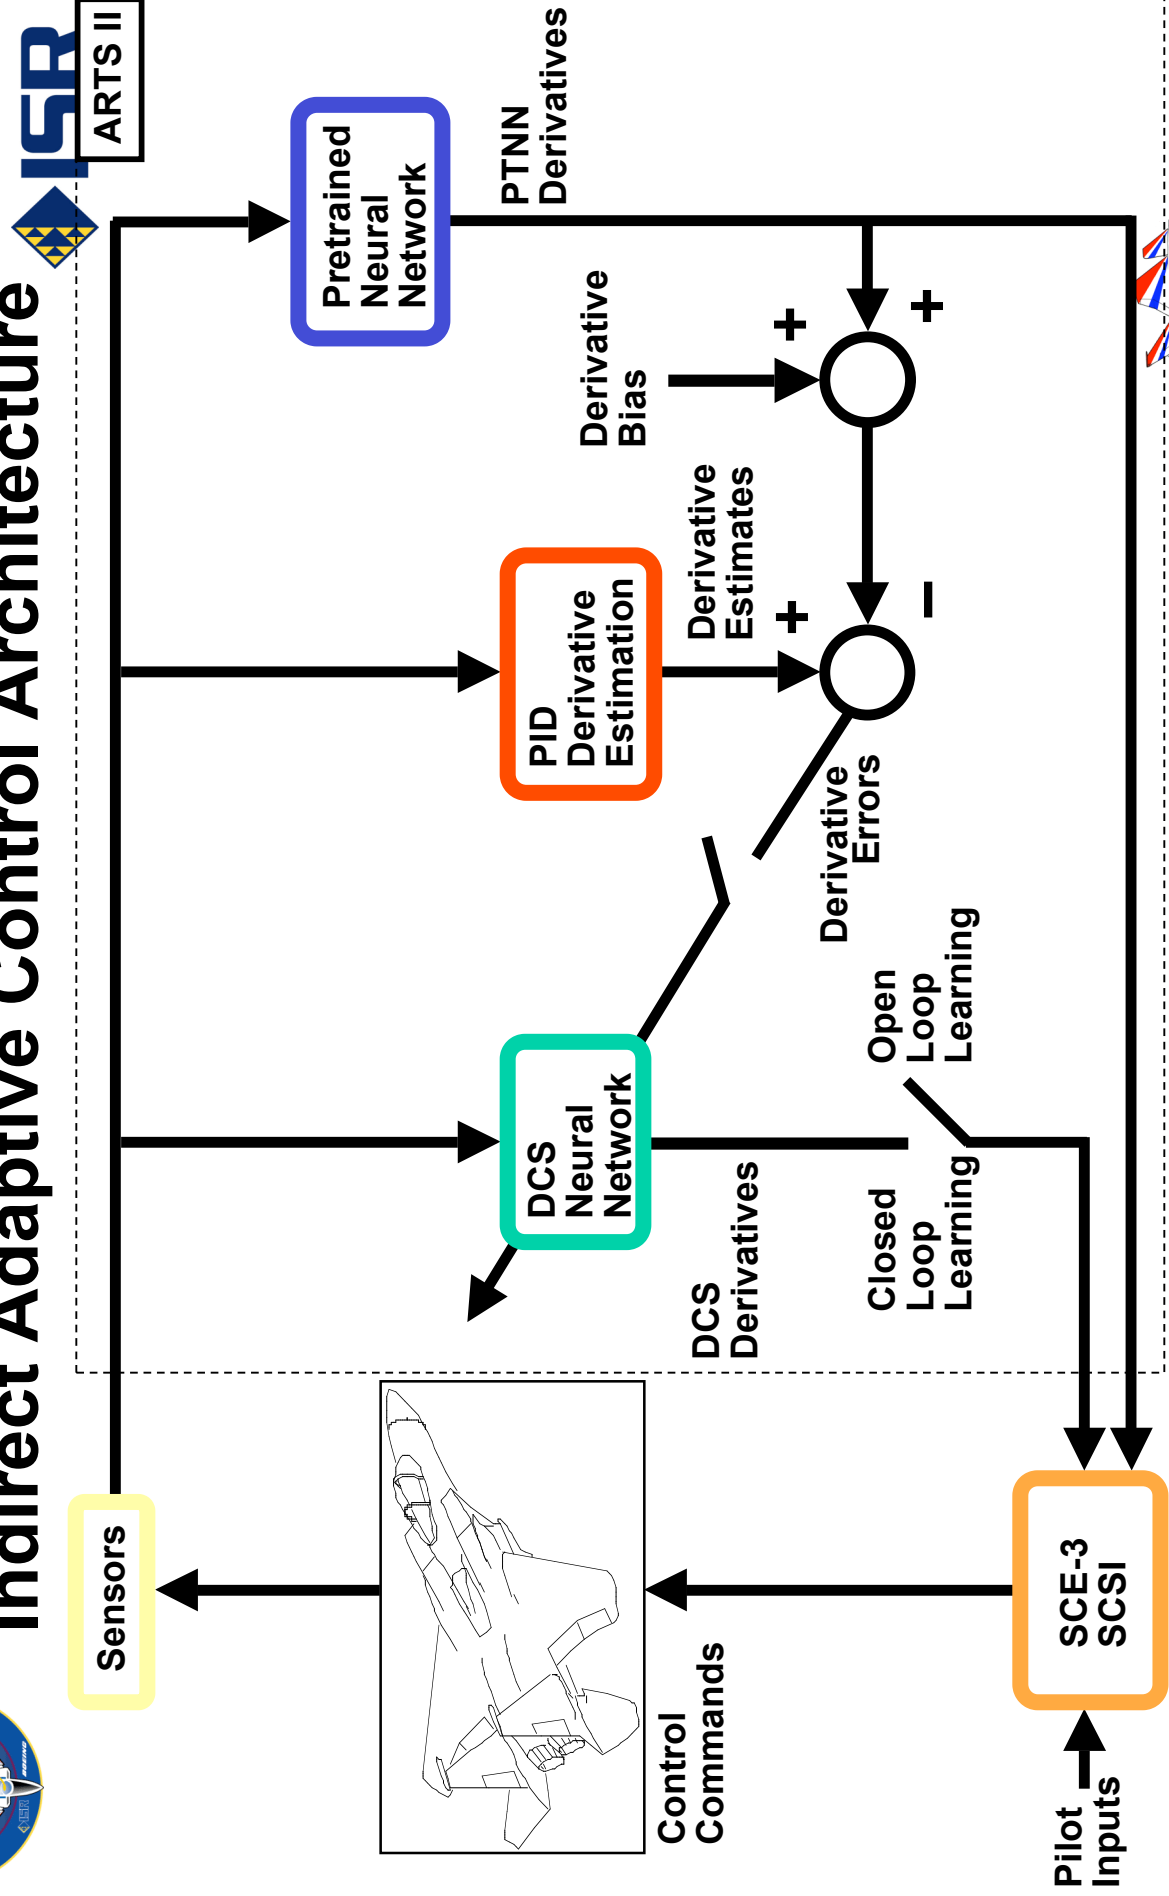 Indirect Adaptive Control Architecture
ISR
ARTS II
Sensors
Pretrained
Neural
Network
PTNN
Derivatives
PID
Derivative
Estimation
Derivative
Bias
Derivative
Estimates
+
+
+
–
DCS
Neural
Network
Derivative
Errors
DCS
Derivatives
Closed
Loop
Learning
Open
Loop
Learning
Control
Commands
SCE-3
SCSI
Pilot
Inputs
BOEING
ISR